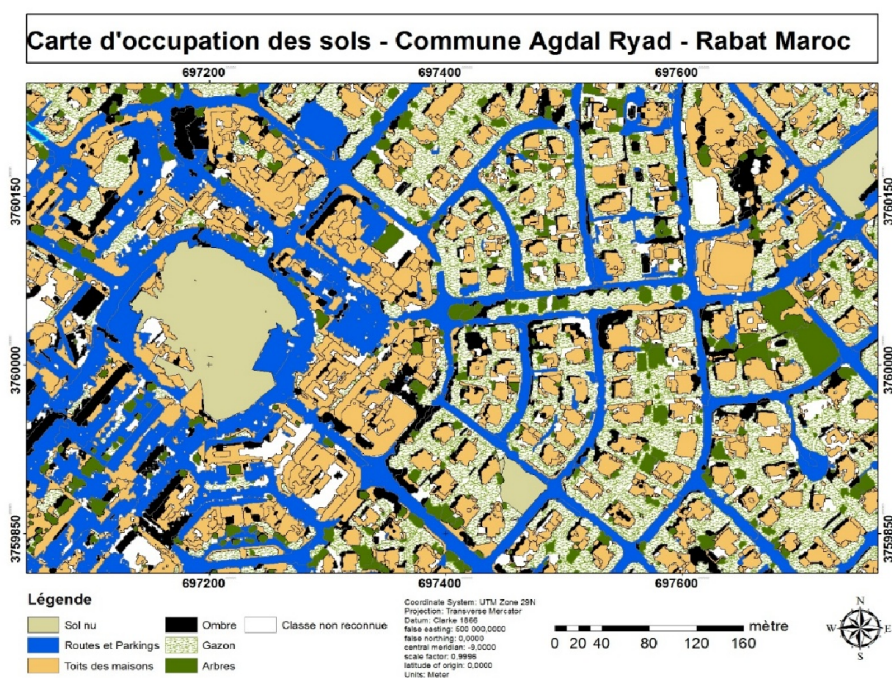 Carte d'occupation des sols - Commune Agdal Ryad - Rabat Maroc
697200 697400 697600
3760150 3760150
3760000 3760000
3759850 3759850
697200 697400 697600
Légende
Sol nu
Routes et Parkings
Toits des maisons
Ombre
Gazon
Arbres
Classe non reconnue
Coordinate System: UTM Zone 29N
Projection: Transverse Mercator
Datum: Clarke 1866
false easting: 500 000,0000
false northing: 0,0000
central meridian: -9,0000
scale factor: 0,9996
latitude of origin: 0,0000
Units: Meter
mètre
0 20 40 80 120 160
N
W E
S